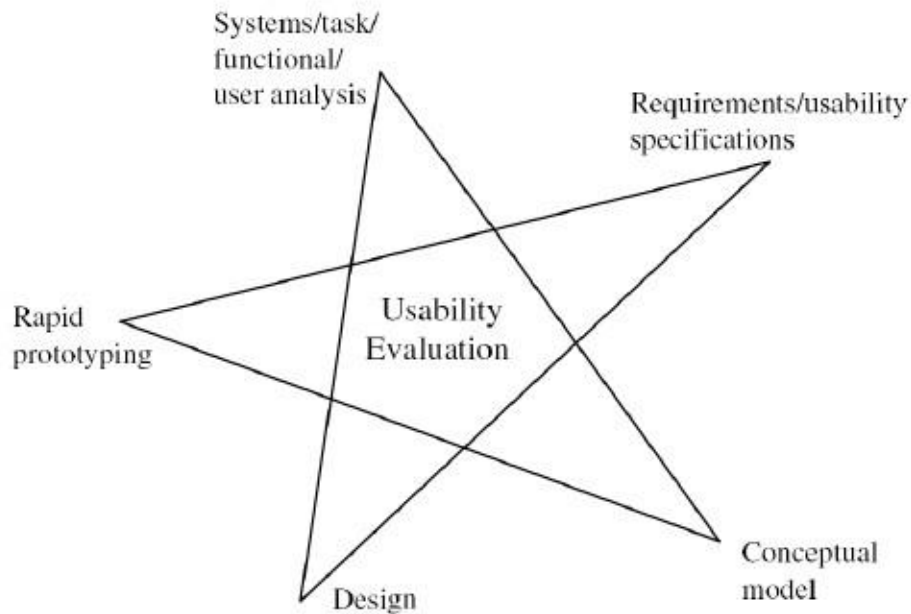 Systems/task/
functional/
user analysis
Requirements/usability
specifications
Usability
Evaluation
Rapid
prototyping
Conceptual
model
Design